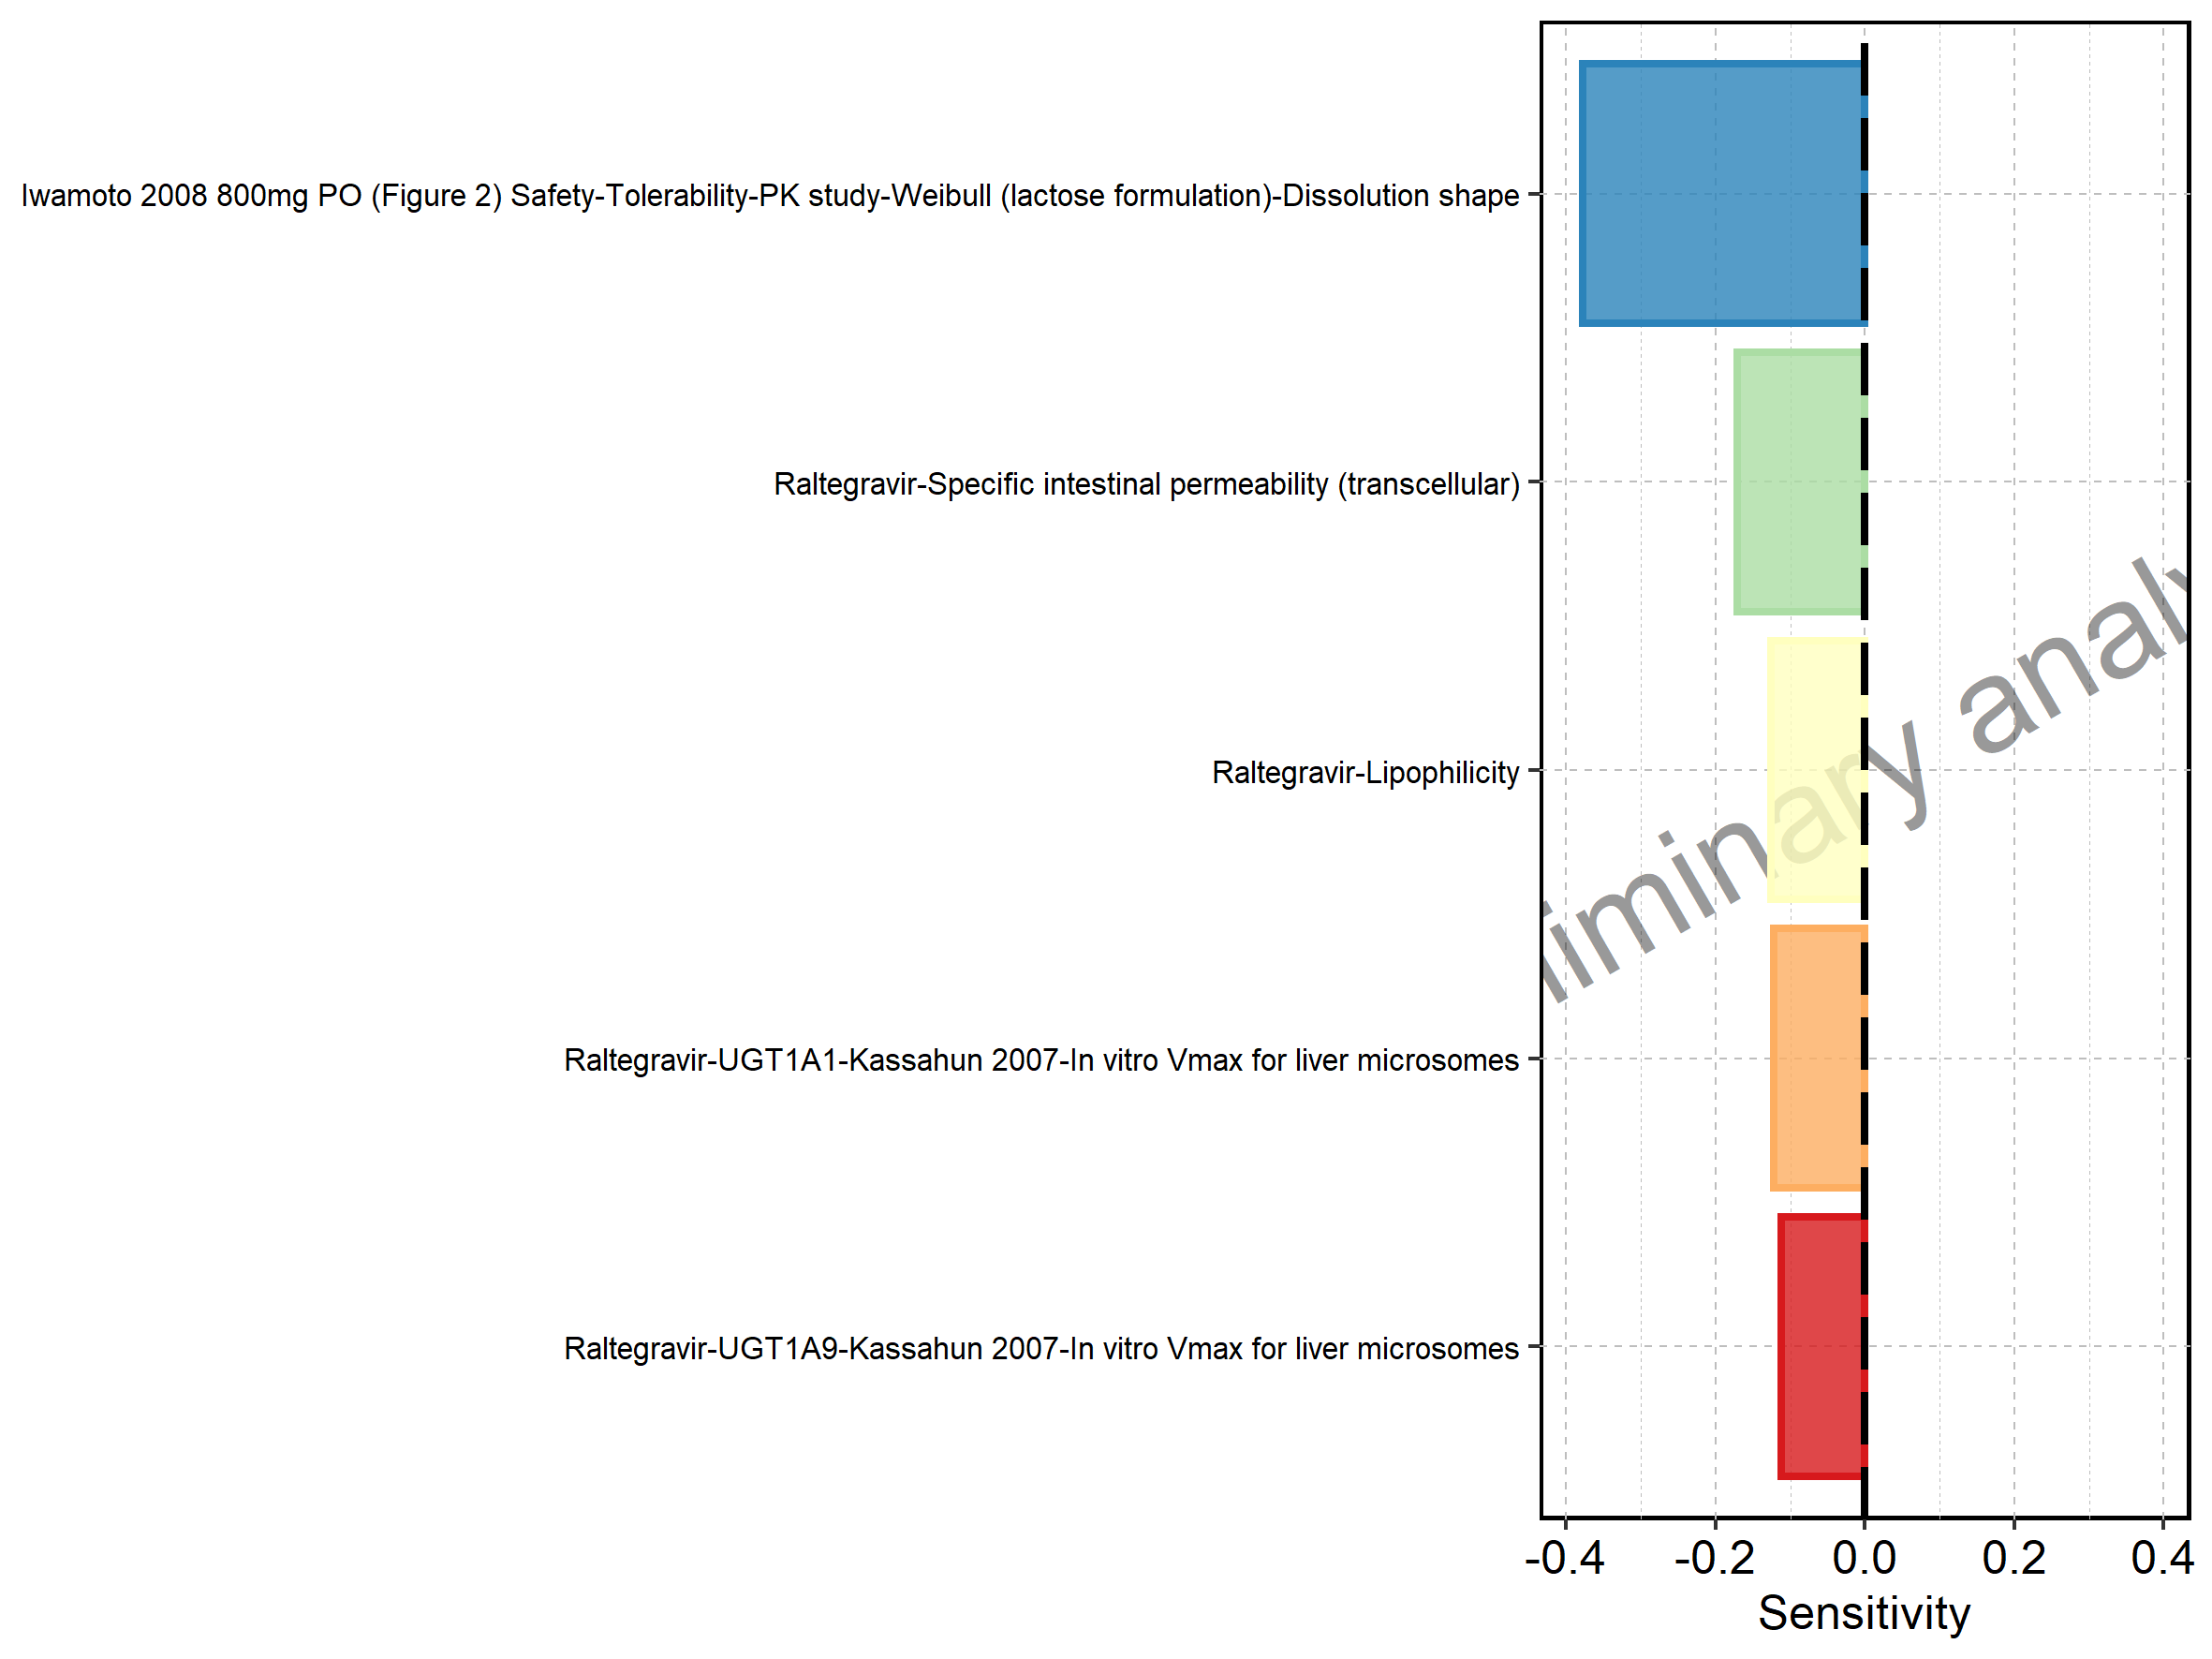 Iwamoto 2008 800mg PO (Figure 2) Safety-Tolerability-PK study-Weibull (lactose formulation)-Dissolution shape
Raltegravir-Specific intestinal permeability (transcellular)
Raltegravir-Lipophilicity
Raltegravir-UGT1A1-Kassahun 2007-In vitro Vmax for liver microsomes
Raltegravir-UGT1A9-Kassahun 2007-In vitro Vmax for liver microsomes
-0.4 -0.2 0.0 0.2 0.4
Sensitivity